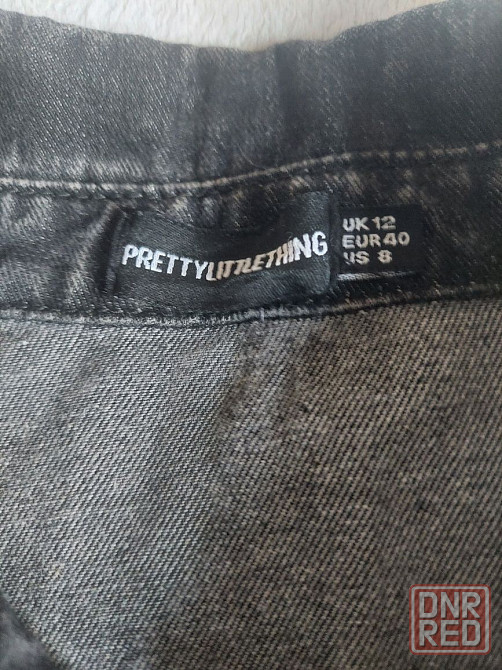 PRETTYLITTLETHING
UK 12
EUR 40
US 8
DNR
RED